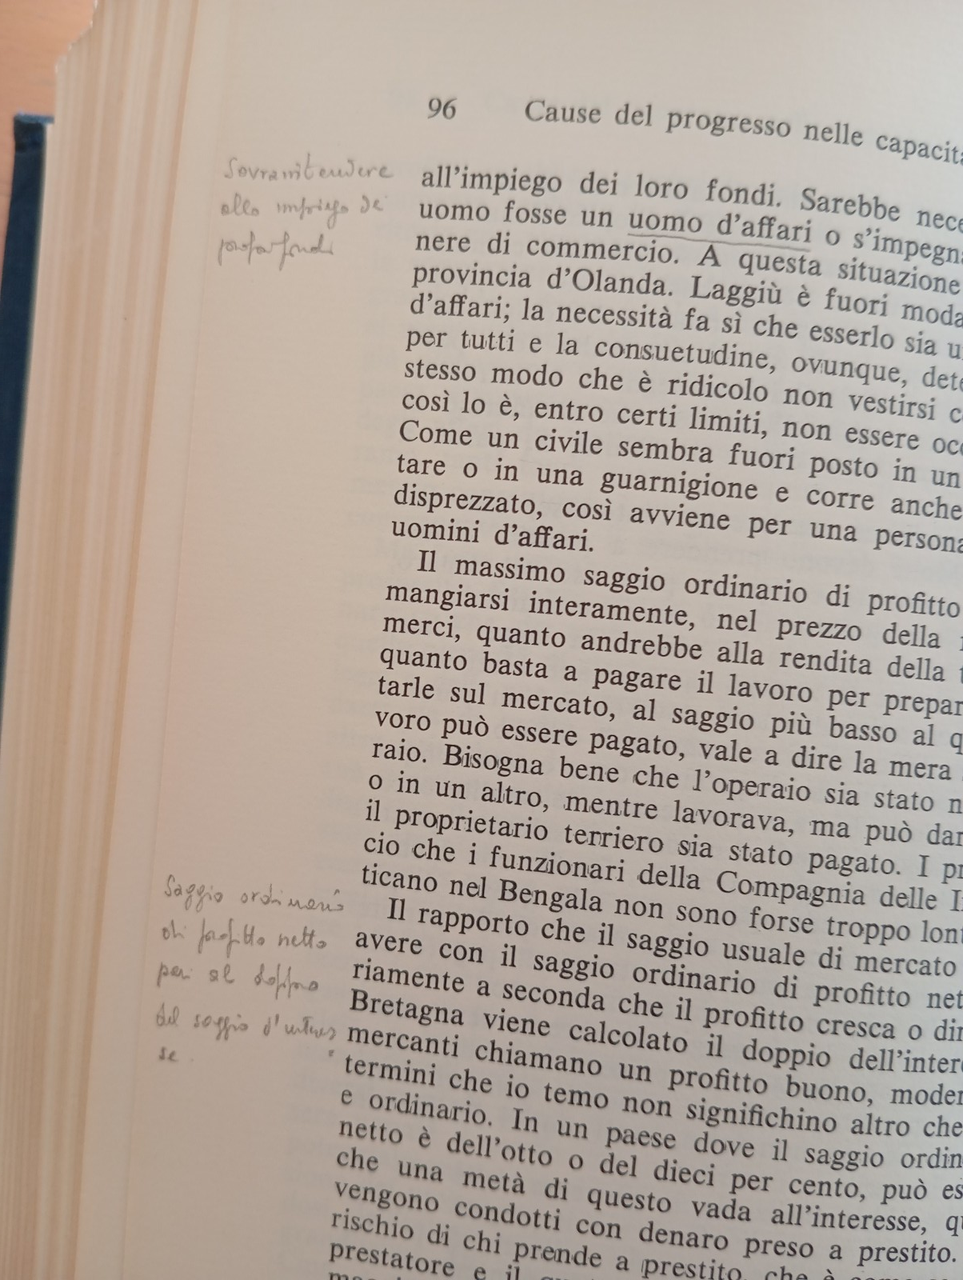 96 Cause del progresso nelle capacit
Sovraintendere
allo impiego de
propri fondi
all'impiego dei loro fondi. Sarebbe nece
uomo fosse un uomo d'affari o s'impegn
nere di commercio. A questa situazione
provincia d'Olanda. Laggiù è fuori moda
d'affari; la necessità fa sì che esserlo sia u
per tutti e la consuetudine, ovunque, dete
stesso modo che è ridicolo non vestirsi c
così lo è, entro certi limiti, non essere occ
Come un civile sembra fuori posto in un
tare o in una guarnigione e corre anche
disprezzato, così avviene per una persona
uomini d'affari.
Il massimo saggio ordinario di profitto
mangiarsi interamente, nel prezzo della
merci, quanto andrebbe alla rendita della t
quanto basta a pagare il lavoro per prepar
tarle sul mercato, al saggio più basso al q
voro può essere pagato, vale a dire la mera
raio. Bisogna bene che l'operaio sia stato n
o in un altro, mentre lavorava, ma può dar
il proprietario terriero sia stato pagato. I pr
cio che i funzionari della Compagnia delle I
ticano nel Bengala non sono forse troppo lont
Saggio ordinario
di profitto netto
pari al doppio
del saggio d'interes
se
Il rapporto che il saggio usuale di mercato
avere con il saggio ordinario di profitto net
riamente a seconda che il profitto cresca o dir
Bretagna viene calcolato il doppio dell'inter
mercanti chiamano un profitto buono, moder
termini che io temo non significhino altro che
e ordinario. In un paese dove il saggio ordin
netto è dell'otto o del dieci per cento, può es
che una metà di questo vada all'interesse, q
vengono condotti con denaro preso a prestito.
rischio di chi prende a prestito, che è
prestatore e il